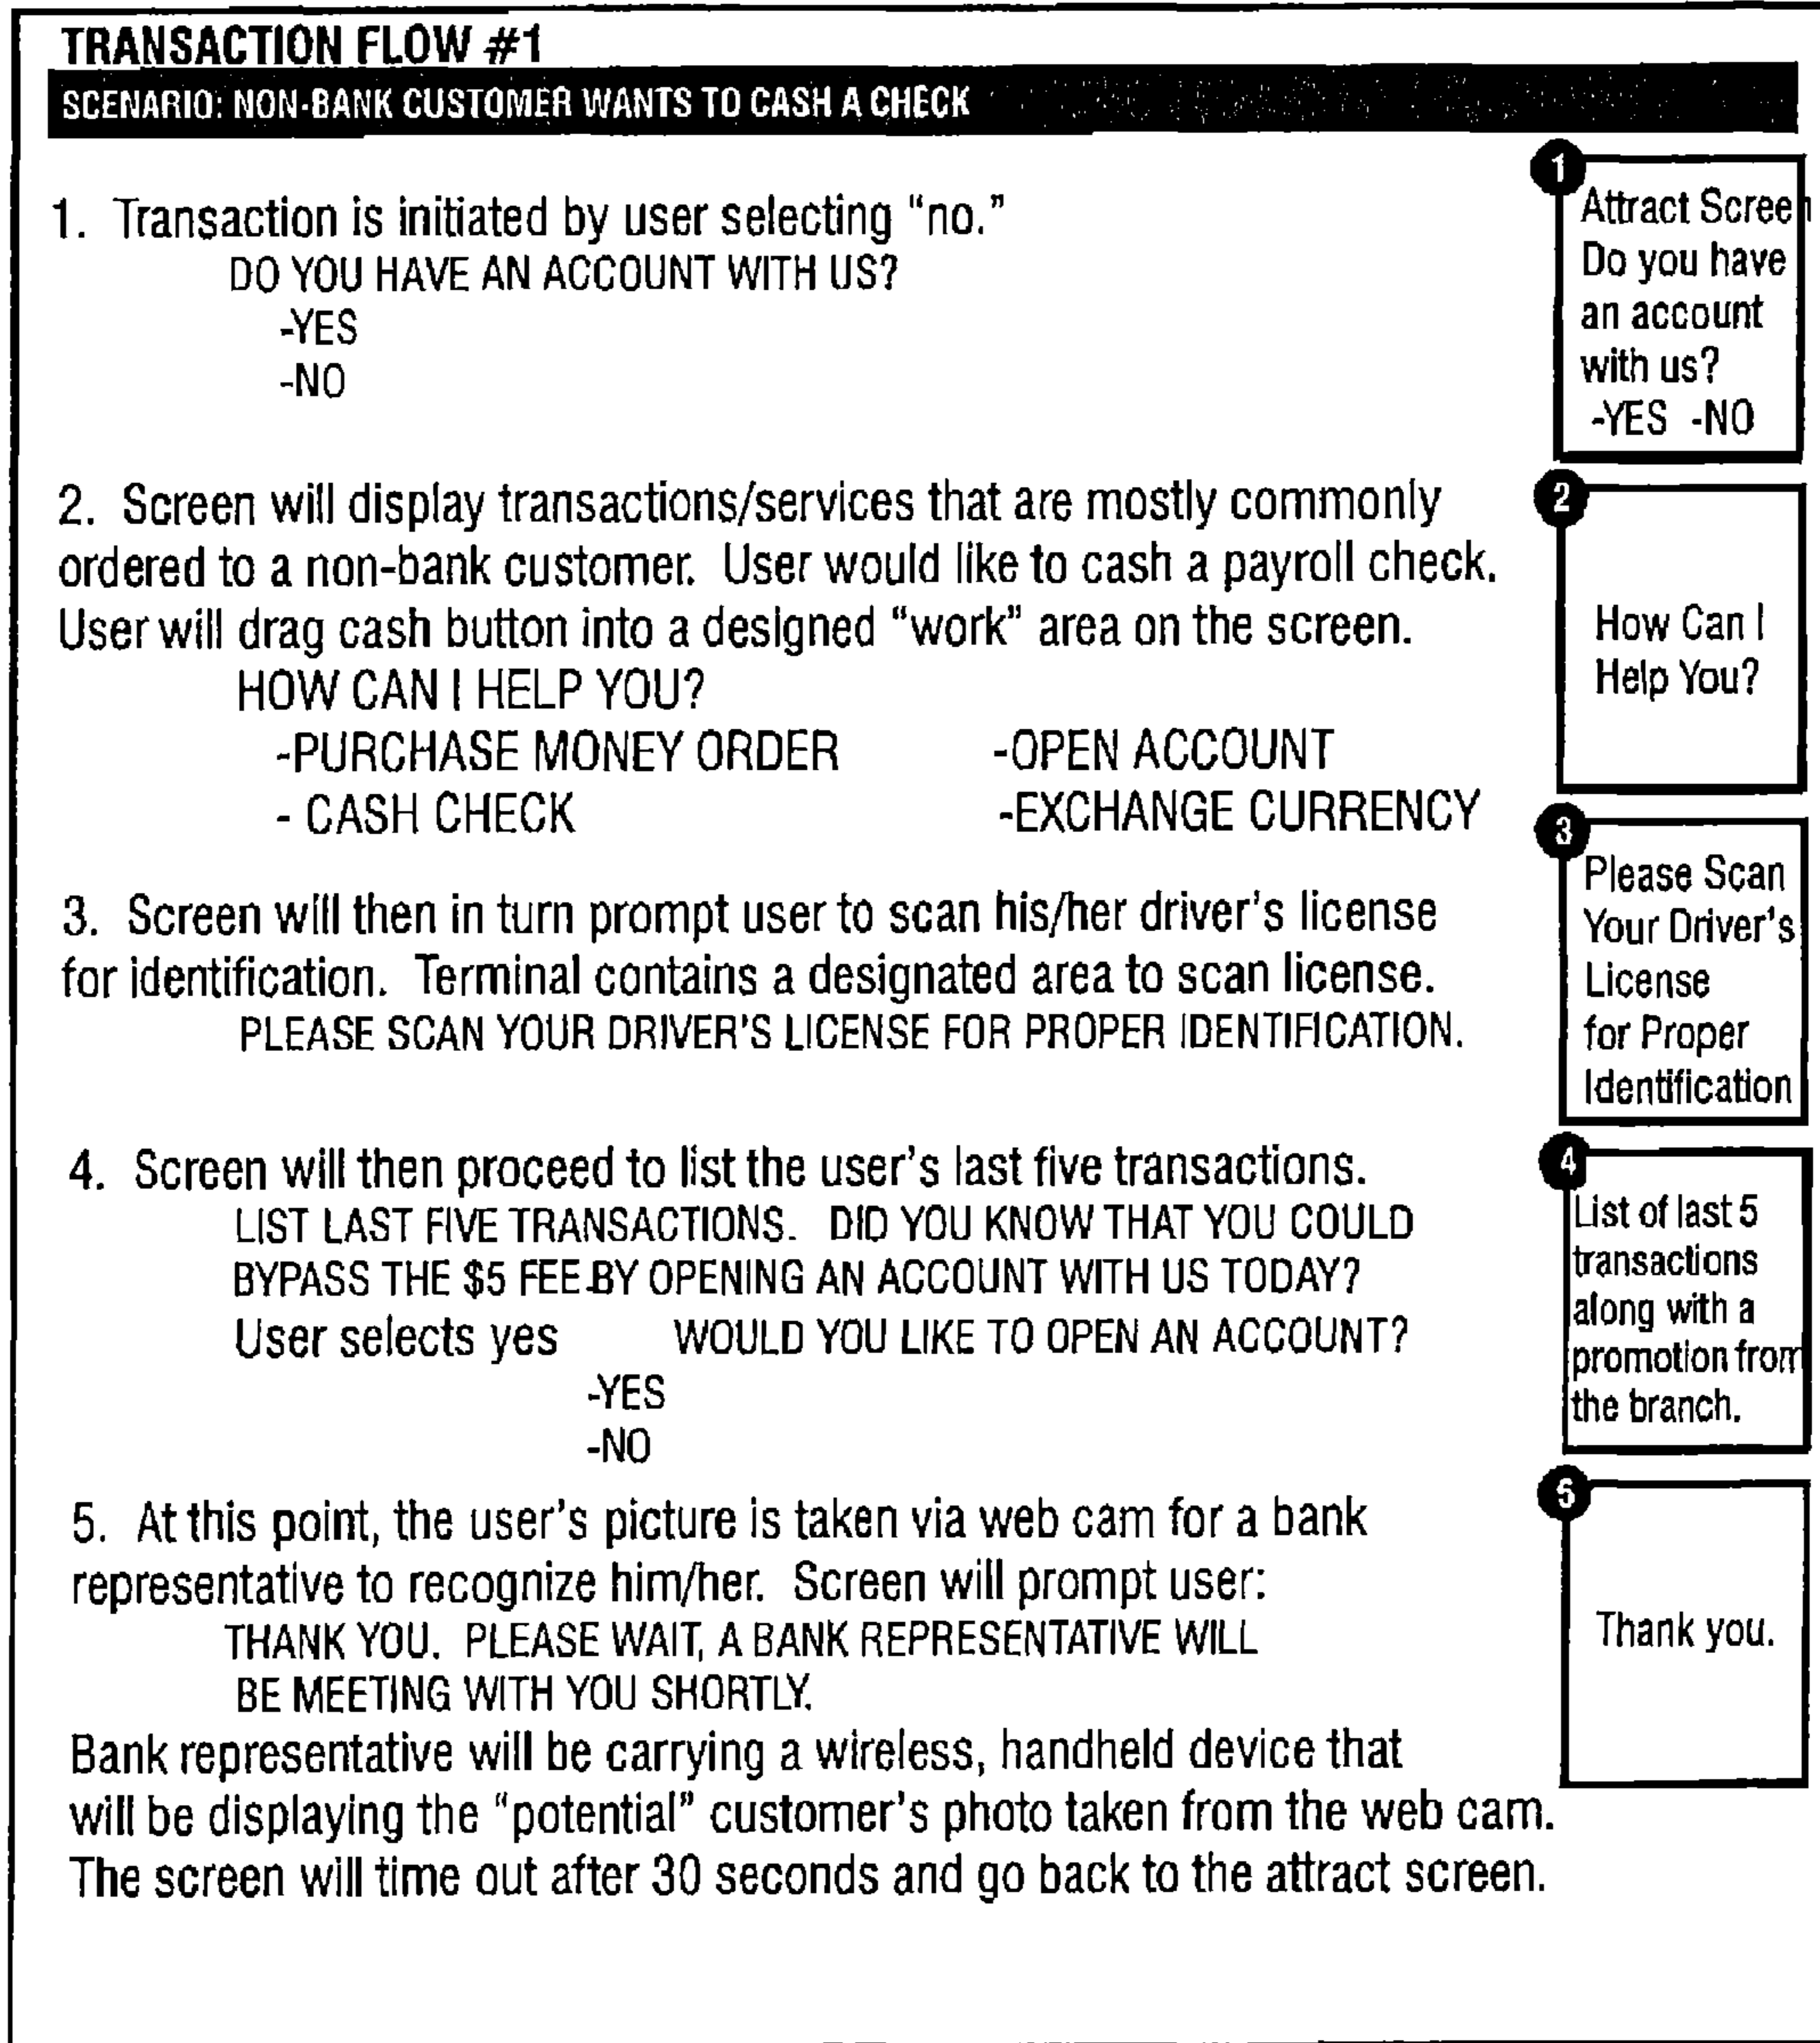 TRANSACTION FLOW #1
SCENARIO: NON-BANK CUSTOMER WANTS TO CASH A CHECK
1. Transaction is initiated by user selecting “no.”
DO YOU HAVE AN ACCOUNT WITH US?
-YES
-NO
1
Attract Screen
Do you have
an account
with us?
-YES -NO
2. Screen will display transactions/services that are mostly commonly
ordered to a non-bank customer. User would like to cash a payroll check.
User will drag cash button into a designed “work” area on the screen.
HOW CAN I HELP YOU?
-PURCHASE MONEY ORDER -OPEN ACCOUNT
- CASH CHECK -EXCHANGE CURRENCY
2
How Can I
Help You?
3. Screen will then in turn prompt user to scan his/her driver's license
for identification. Terminal contains a designated area to scan license.
PLEASE SCAN YOUR DRIVER'S LICENSE FOR PROPER IDENTIFICATION.
3
Please Scan
Your Driver's
License
for Proper
Identification
4. Screen will then proceed to list the user's last five transactions.
LIST LAST FIVE TRANSACTIONS. DID YOU KNOW THAT YOU COULD
BYPASS THE $5 FEE BY OPENING AN ACCOUNT WITH US TODAY?
User selects yes WOULD YOU LIKE TO OPEN AN ACCOUNT?
-YES
-NO
4
List of last 5
transactions
along with a
promotion from
the branch.
5. At this point, the user's picture is taken via web cam for a bank
representative to recognize him/her. Screen will prompt user:
THANK YOU. PLEASE WAIT, A BANK REPRESENTATIVE WILL
BE MEETING WITH YOU SHORTLY.
Bank representative will be carrying a wireless, handheld device that
will be displaying the “potential” customer's photo taken from the web cam.
The screen will time out after 30 seconds and go back to the attract screen.
5
Thank you.